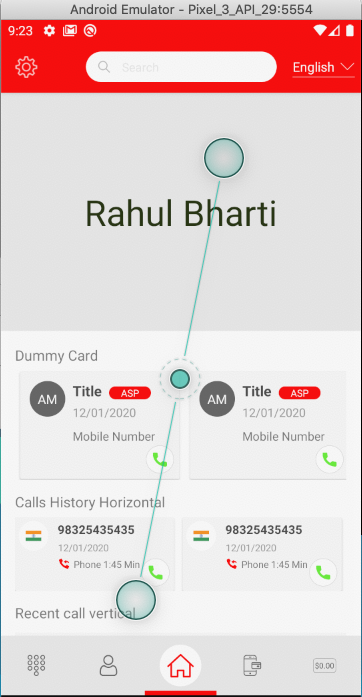 Android Emulator - Pixel_3_API_29:5554
9:23
Search
English
Rahul Bharti
Dummy Card
AM Title ASP
12/01/2020
Mobile Number
AM Title ASP
12/01/2020
Mobile Number
Calls History Horizontal
98325435435
12/01/2020
Phone 1:45 Min
98325435435
12/01/2020
Phone 1:45 Min
Recent call vertical
$0.00